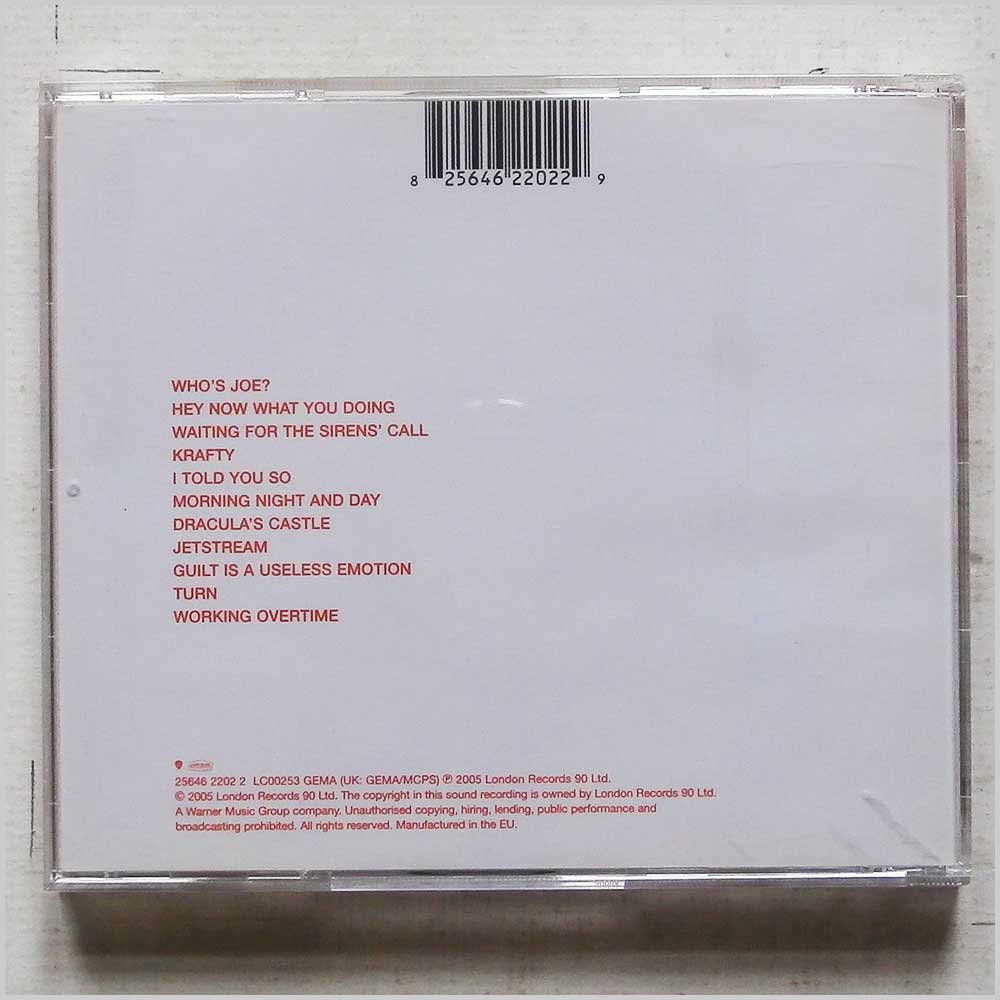 8 25646 22022 9
WHO'S JOE?
HEY NOW WHAT YOU DOING
WAITING FOR THE SIRENS' CALL
KRAFTY
I TOLD YOU SO
MORNING NIGHT AND DAY
DRACULA'S CASTLE
JETSTREAM
GUILT IS A USELESS EMOTION
TURN
WORKING OVERTIME
25646 2202 2 LC00253 GEMA (UK: GEMA/MCPS) ℗ 2005 London Records 90 Ltd.
© 2005 London Records 90 Ltd. The copyright in this sound recording is owned by London Records 90 Ltd.
A Warner Music Group company. Unauthorised copying, hiring, lending, public performance and
broadcasting prohibited. All rights reserved. Manufactured in the EU.